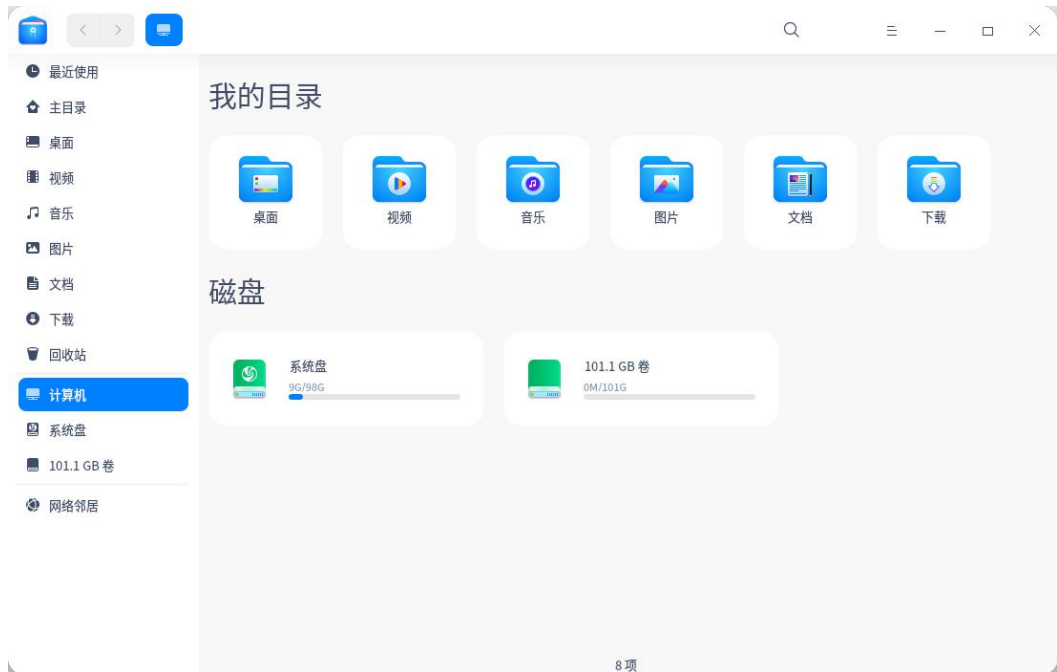 最近使用
主目录
桌面
视频
音乐
图片
文档
下载
回收站
计算机
系统盘
101.1 GB 卷
网络邻居
我的目录
桌面
视频
音乐
图片
文档
下载
磁盘
系统盘
9G/98G
101.1 GB 卷
0M/101G
8 项